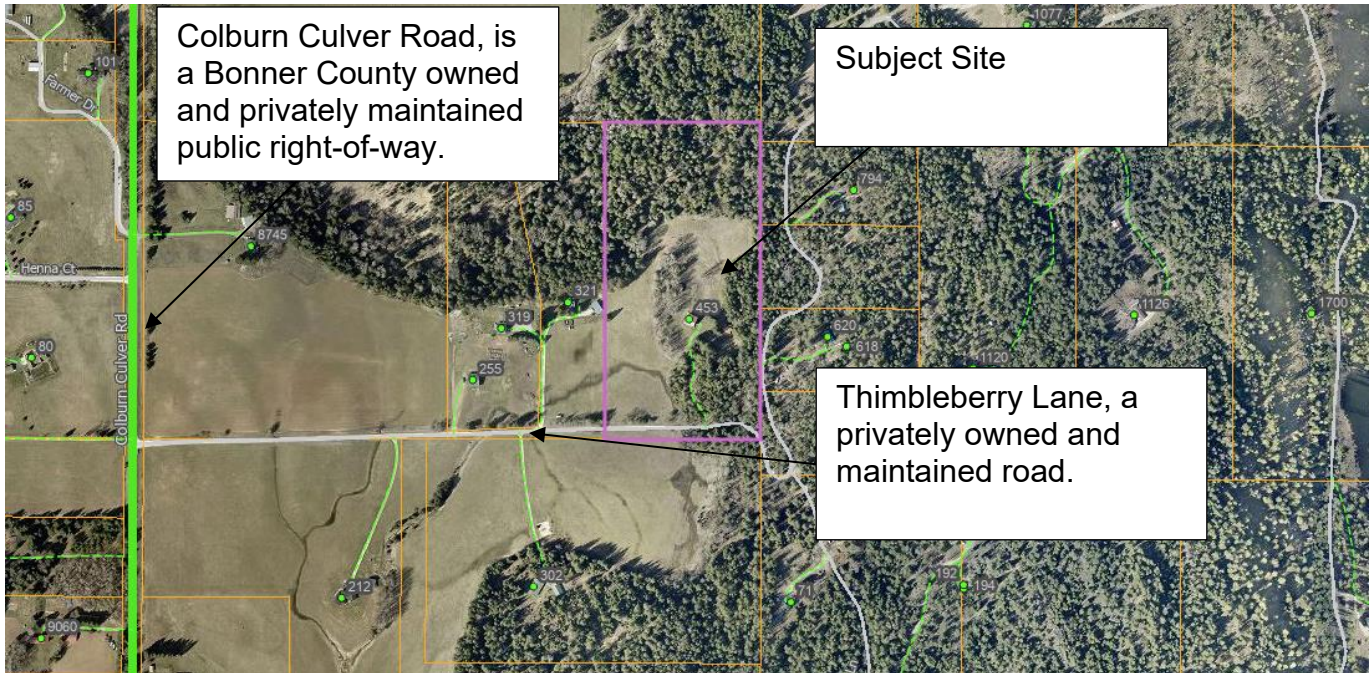 Colburn Culver Road, is
a Bonner County owned
and privately maintained
public right-of-way.
Subject Site
Thimbleberry Lane, a
privately owned and
maintained road.
1077
101
Farmer Dr
794
85
8745
Henna Ct
321
453
1126
1700
319
620
618
80
1120
255
Colburn Culver Rd
192
194
302
212
9060